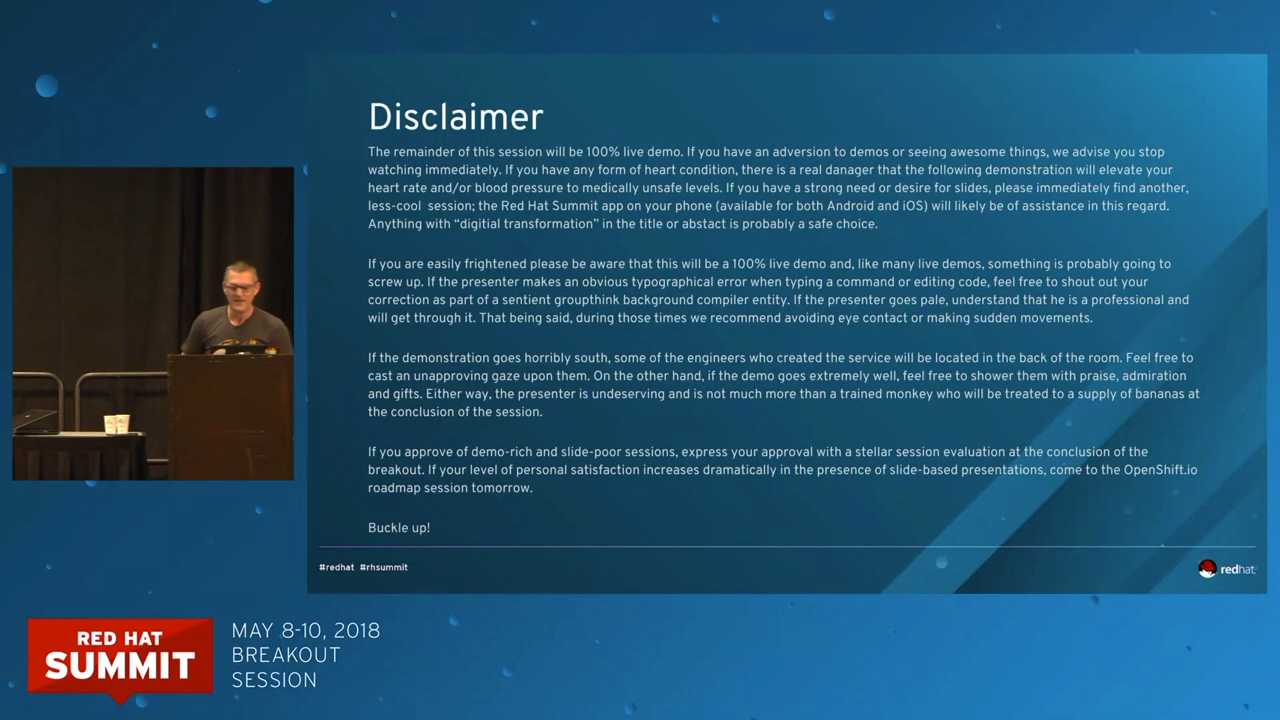 Disclaimer
The remainder of this session will be 100% live demo. If you have an adversion to demos or seeing awesome things, we advise you stop
watching immediately. If you have any form of heart condition, there is a real danager that the following demonstration will elevate your
heart rate and/or blood pressure to medically unsafe levels. If you have a strong need or desire for slides, please immediately find another,
less-cool session; the Red Hat Summit app on your phone (available for both Android and iOS) will likely be of assistance in this regard.
Anything with “digitial transformation” in the title or abstact is probably a safe choice.
If you are easily frightened please be aware that this will be a 100% live demo and, like many live demos, something is probably going to
screw up. If the presenter makes an obvious typographical error when typing a command or editing code, feel free to shout out your
correction as part of a sentient groupthink background compiler entity. If the presenter goes pale, understand that he is a professional and
will get through it. That being said, during those times we recommend avoiding eye contact or making sudden movements.
If the demonstration goes horribly south, some of the engineers who created the service will be located in the back of the room. Feel free to
cast an unapproving gaze upon them. On the other hand, if the demo goes extremely well, feel free to shower them with praise, admiration
and gifts. Either way, the presenter is undeserving and is not much more than a trained monkey who will be treated to a supply of bananas at
the conclusion of the session.
If you approve of demo-rich and slide-poor sessions, express your approval with a stellar session evaluation at the conclusion of the
breakout. If your level of personal satisfaction increases dramatically in the presence of slide-based presentations, come to the OpenShift.io
roadmap session tomorrow.
Buckle up!
#redhat #rhsummit
redhat.
RED HAT
SUMMIT
MAY 8-10, 2018
BREAKOUT
SESSION